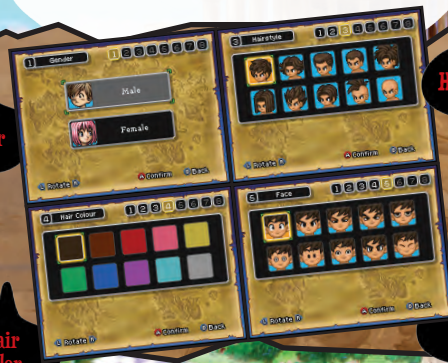 1 Gender 1 2 3 4 5 6 7 8
Male
Female
L Rotate R A Confirm B Back
3 Hairstyle 1 2 3 4 5 6 7 8
L Rotate R A Confirm B Back
4 Hair Colour 1 2 3 4 5 6 7 8
L Rotate R A Confirm B Back
5 Face 1 2 3 4 5 6 7 8
L Rotate R A Confirm B Back